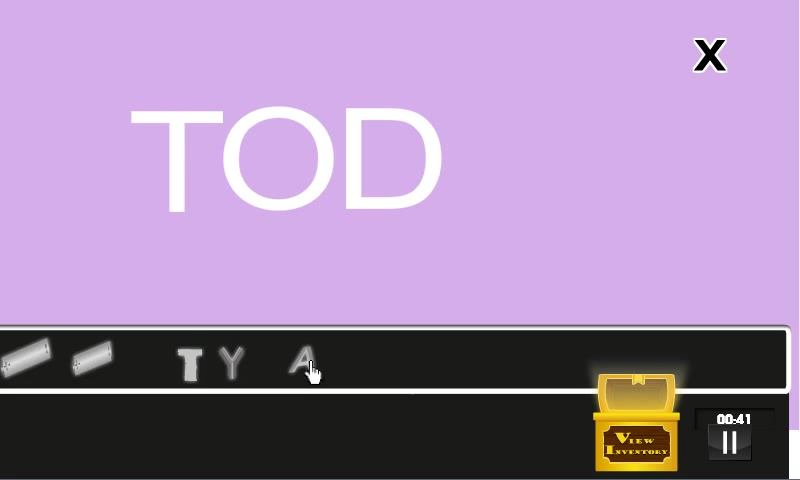 X
TOD
T Y A
00:41
VIEW
INVENTORY